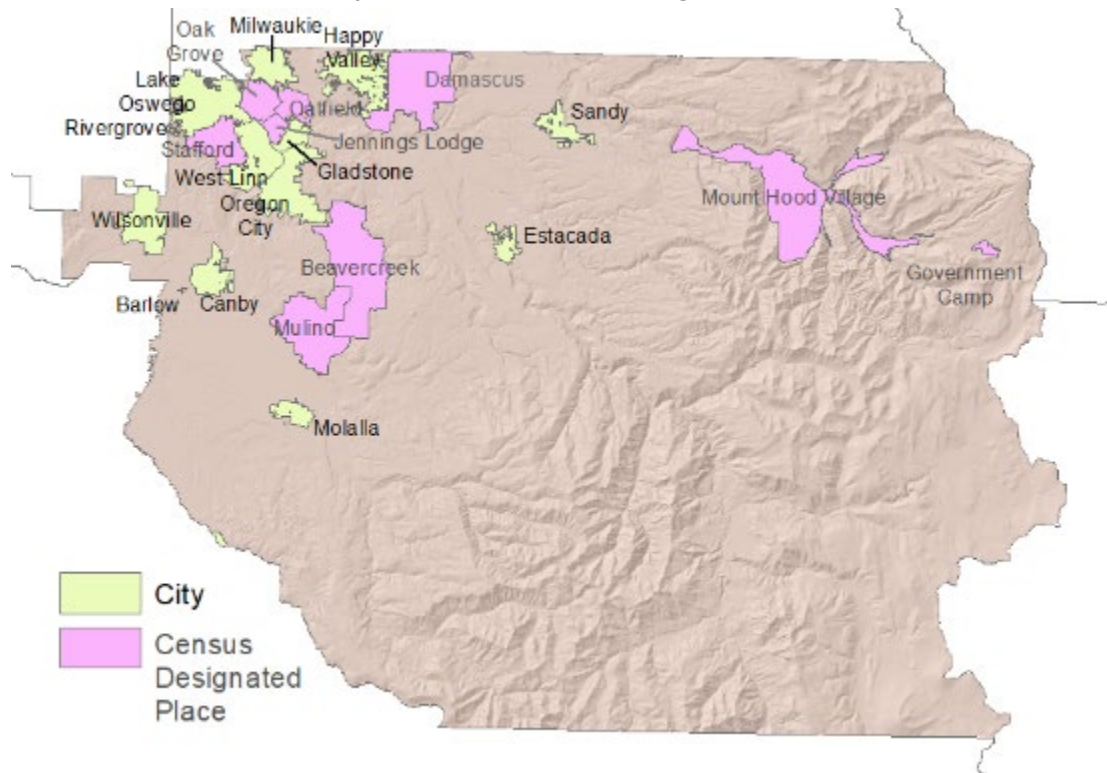 Oak
Grove
Milwaukie
Happy
Valley
Lake
Oswego
Rivergrove
Damascus
Oatfield
Sandy
Jennings Lodge
Stafford
Gladstone
West Linn
Oregon
City
Mount Hood Village
Wilsonville
Estacada
Beavercreek
Government
Camp
Barlow
Canby
Mulino
Molalla
City
Census
Designated
Place